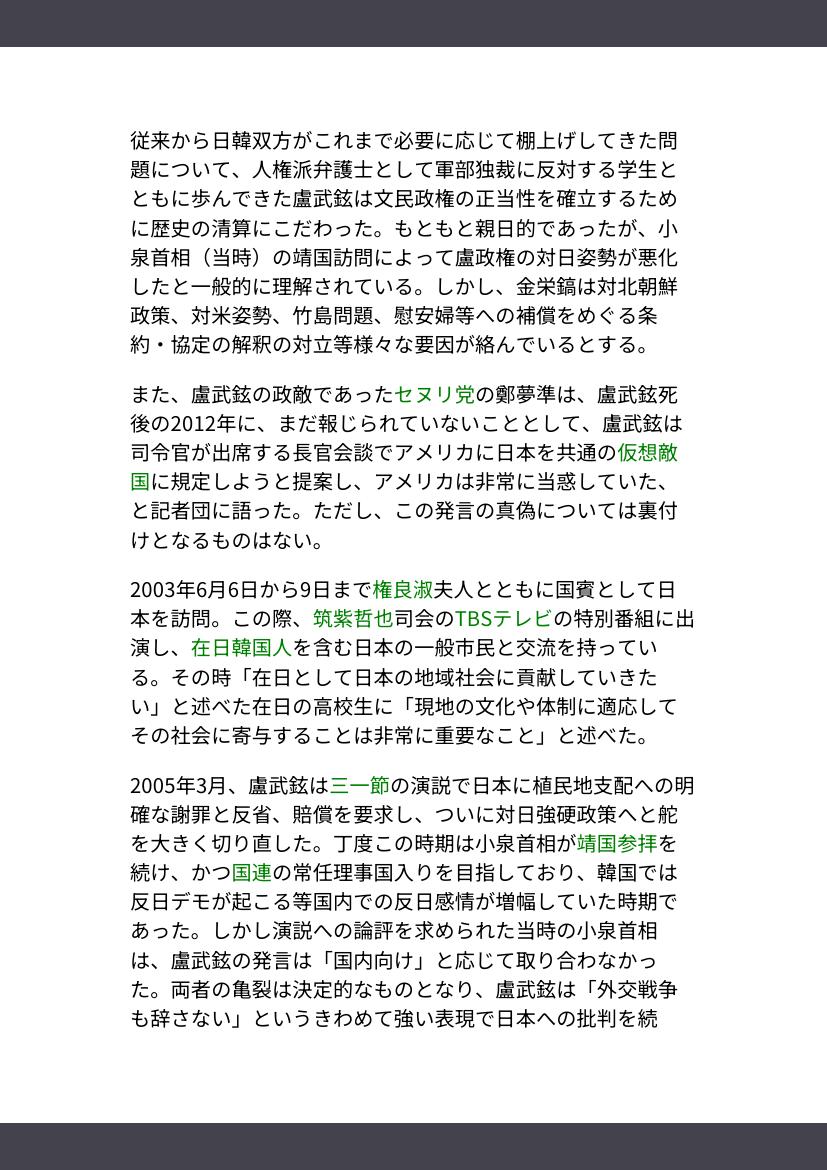 従来から日韓双方がこれまで必要に応じて棚上げしてきた問
題について、人権派弁護士として軍部独裁に反対する学生と
ともに歩んできた盧武鉉は文民政権の正当性を確立するため
に歴史の清算にこだわった。もともと親日的であったが、小
泉首相（当時）の靖国訪問によって盧政権の対日姿勢が悪化
したと一般的に理解されている。しかし、金栄鎬は対北朝鮮
政策、対米姿勢、竹島問題、慰安婦等への補償をめぐる条
約・協定の解釈の対立等様々な要因が絡んでいるとする。
また、盧武鉉の政敵であったセヌリ党の鄭夢準は、盧武鉉死
後の2012年に、まだ報じられていないこととして、盧武鉉は
司令官が出席する長官会談でアメリカに日本を共通の仮想敵
国に規定しようと提案し、アメリカは非常に当惑していた、
と記者団に語った。ただし、この発言の真偽については裏付
けとなるものはない。
2003年6月6日から9日まで権良淑夫人とともに国賓として日
本を訪問。この際、筑紫哲也司会のTBSテレビの特別番組に出
演し、在日韓国人を含む日本の一般市民と交流を持ってい
る。その時「在日として日本の地域社会に貢献していきた
い」と述べた在日の高校生に「現地の文化や体制に適応して
その社会に寄与することは非常に重要なこと」と述べた。
2005年3月、盧武鉉は三一節の演説で日本に植民地支配への明
確な謝罪と反省、賠償を要求し、ついに対日強硬政策へと舵
を大きく切り直した。丁度この時期は小泉首相が靖国参拝を
続け、かつ国連の常任理事国入りを目指しており、韓国では
反日デモが起こる等国内での反日感情が増幅していた時期で
あった。しかし演説への論評を求められた当時の小泉首相
は、盧武鉉の発言は「国内向け」と応じて取り合わなかっ
た。両者の亀裂は決定的なものとなり、盧武鉉は「外交戦争
も辞さない」というきわめて強い表現で日本への批判を続